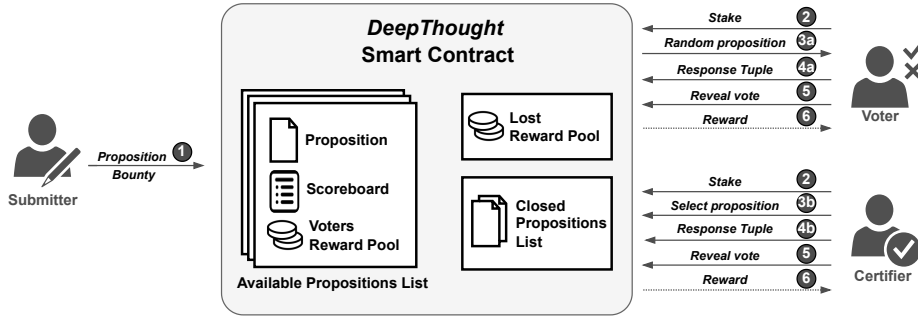 DeepThought
Smart Contract
Submitter
Proposition 1
Bounty
Proposition
Scoreboard
Voters
Reward Pool
Available Propositions List
Lost
Reward Pool
Closed
Propositions
List
Stake 2
Random proposition 3a
Response Tuple 4a
Reveal vote 5
Reward 6
Voter
Stake 2
Select proposition 3b
Response Tuple 4b
Reveal vote 5
Reward 6
Certifier